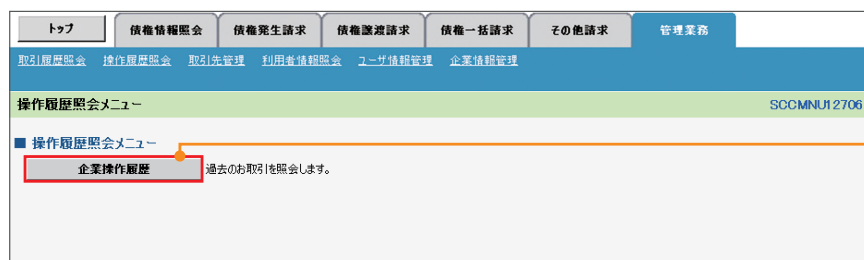 トップ 債権情報照会 債権発生請求 債権譲渡請求 債権一括請求 その他請求 管理業務
取引履歴照会 操作履歴照会 取引先管理 利用者情報照会 ユーザ情報管理 企業情報管理
操作履歴照会メニュー SCCMNU12706
■ 操作履歴照会メニュー
企業操作履歴 過去のお取引を照会します。